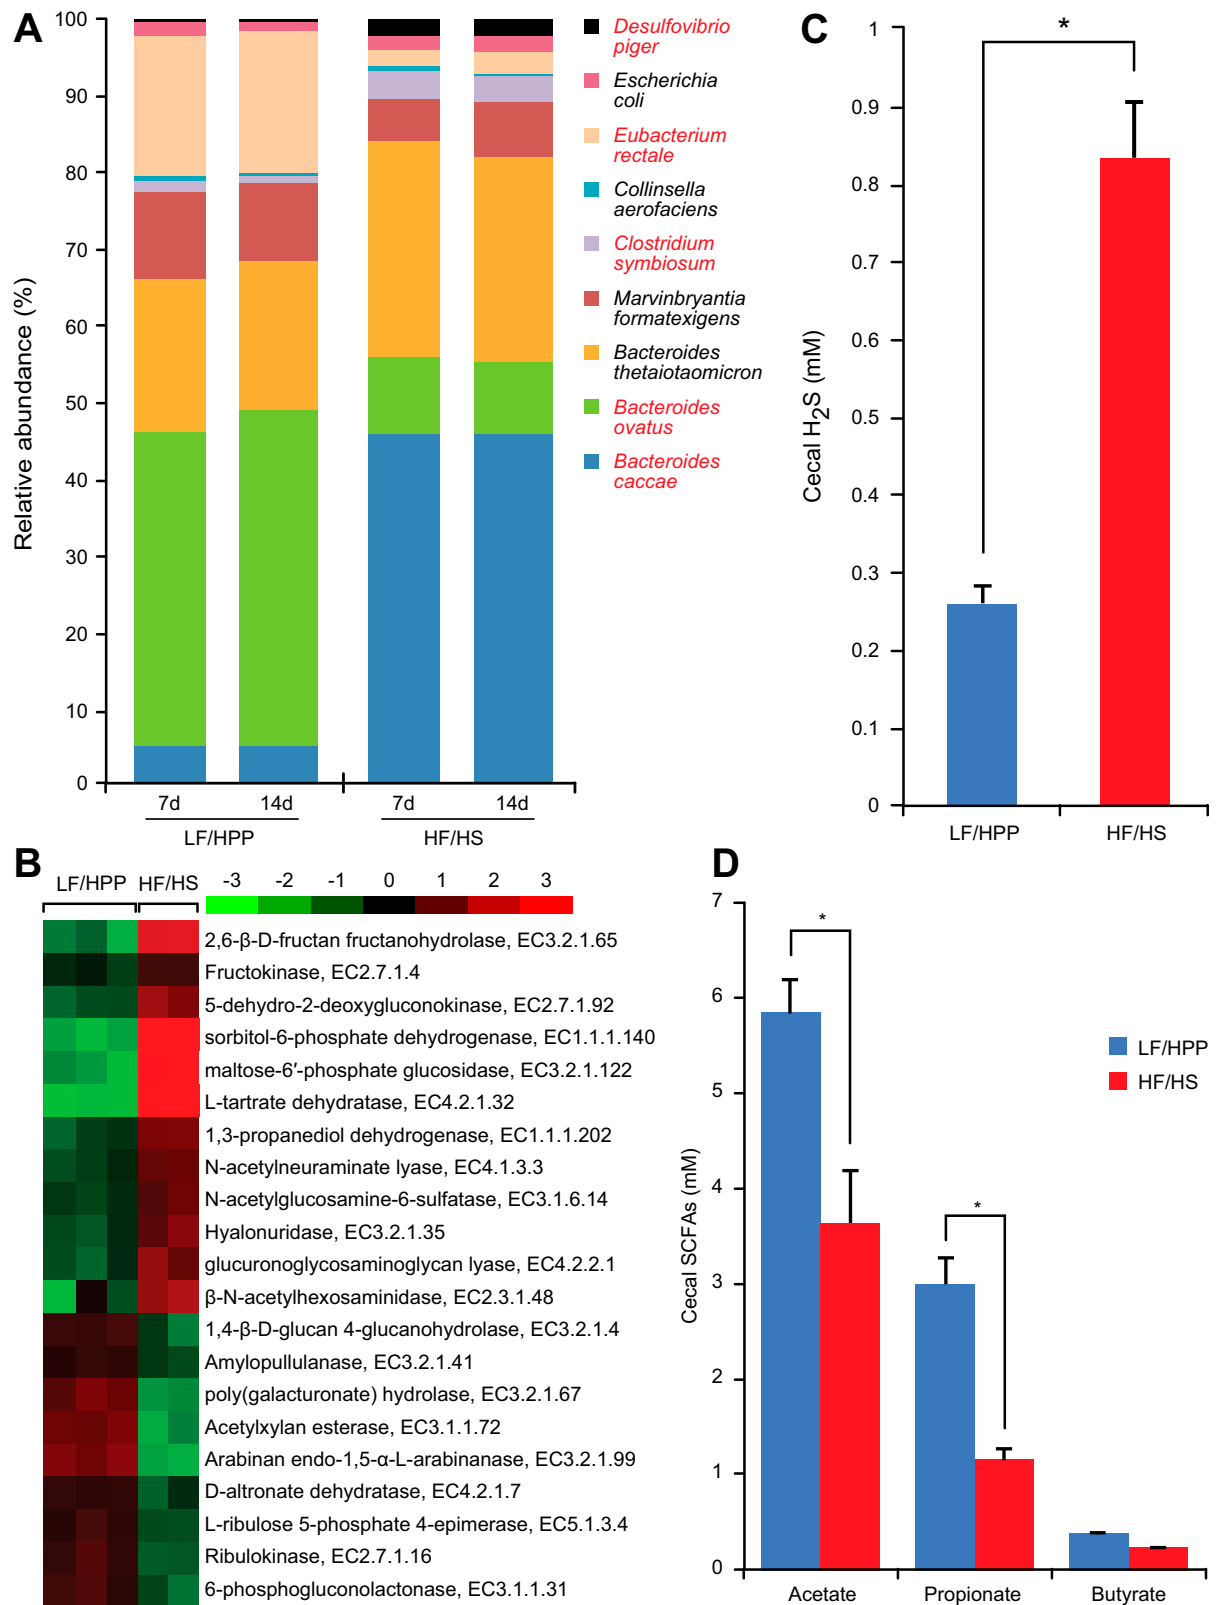 A
Relative abundance (%)
100
90
80
70
60
50
40
30
20
10
0
7d
14d
7d
14d
LF/HPP
HF/HS
Desulfovibrio
piger
Escherichia
coli
Eubacterium
rectale
Collinsella
aerofaciens
Clostridium
symbiosum
Marvinbryantia
formatexigens
Bacteroides
thetaiotaomicron
Bacteroides
ovatus
Bacteroides
caccae
C
Cecal H2S (mM)
1
0.9
0.8
0.7
0.6
0.5
0.4
0.3
0.2
0.1
0
*
LF/HPP
HF/HS
B
LF/HPP HF/HS
-3 -2 -1 0 1 2 3
2,6-β-D-fructan fructanohydrolase, EC3.2.1.65
Fructokinase, EC2.7.1.4
5-dehydro-2-deoxygluconokinase, EC2.7.1.92
sorbitol-6-phosphate dehydrogenase, EC1.1.1.140
maltose-6′-phosphate glucosidase, EC3.2.1.122
L-tartrate dehydratase, EC4.2.1.32
1,3-propanediol dehydrogenase, EC1.1.1.202
N-acetylneuraminate lyase, EC4.1.3.3
N-acetylglucosamine-6-sulfatase, EC3.1.6.14
Hyalonuridase, EC3.2.1.35
glucuronoglycosaminoglycan lyase, EC4.2.2.1
β-N-acetylhexosaminidase, EC2.3.1.48
1,4-β-D-glucan 4-glucanohydrolase, EC3.2.1.4
Amylopullulanase, EC3.2.1.41
poly(galacturonate) hydrolase, EC3.2.1.67
Acetylxylan esterase, EC3.1.1.72
Arabinan endo-1,5-α-L-arabinanase, EC3.2.1.99
D-altronate dehydratase, EC4.2.1.7
L-ribulose 5-phosphate 4-epimerase, EC5.1.3.4
Ribulokinase, EC2.7.1.16
6-phosphogluconolactonase, EC3.1.1.31
D
Cecal SCFAs (mM)
7
6
5
4
3
2
1
0
*
*
LF/HPP
HF/HS
Acetate
Propionate
Butyrate